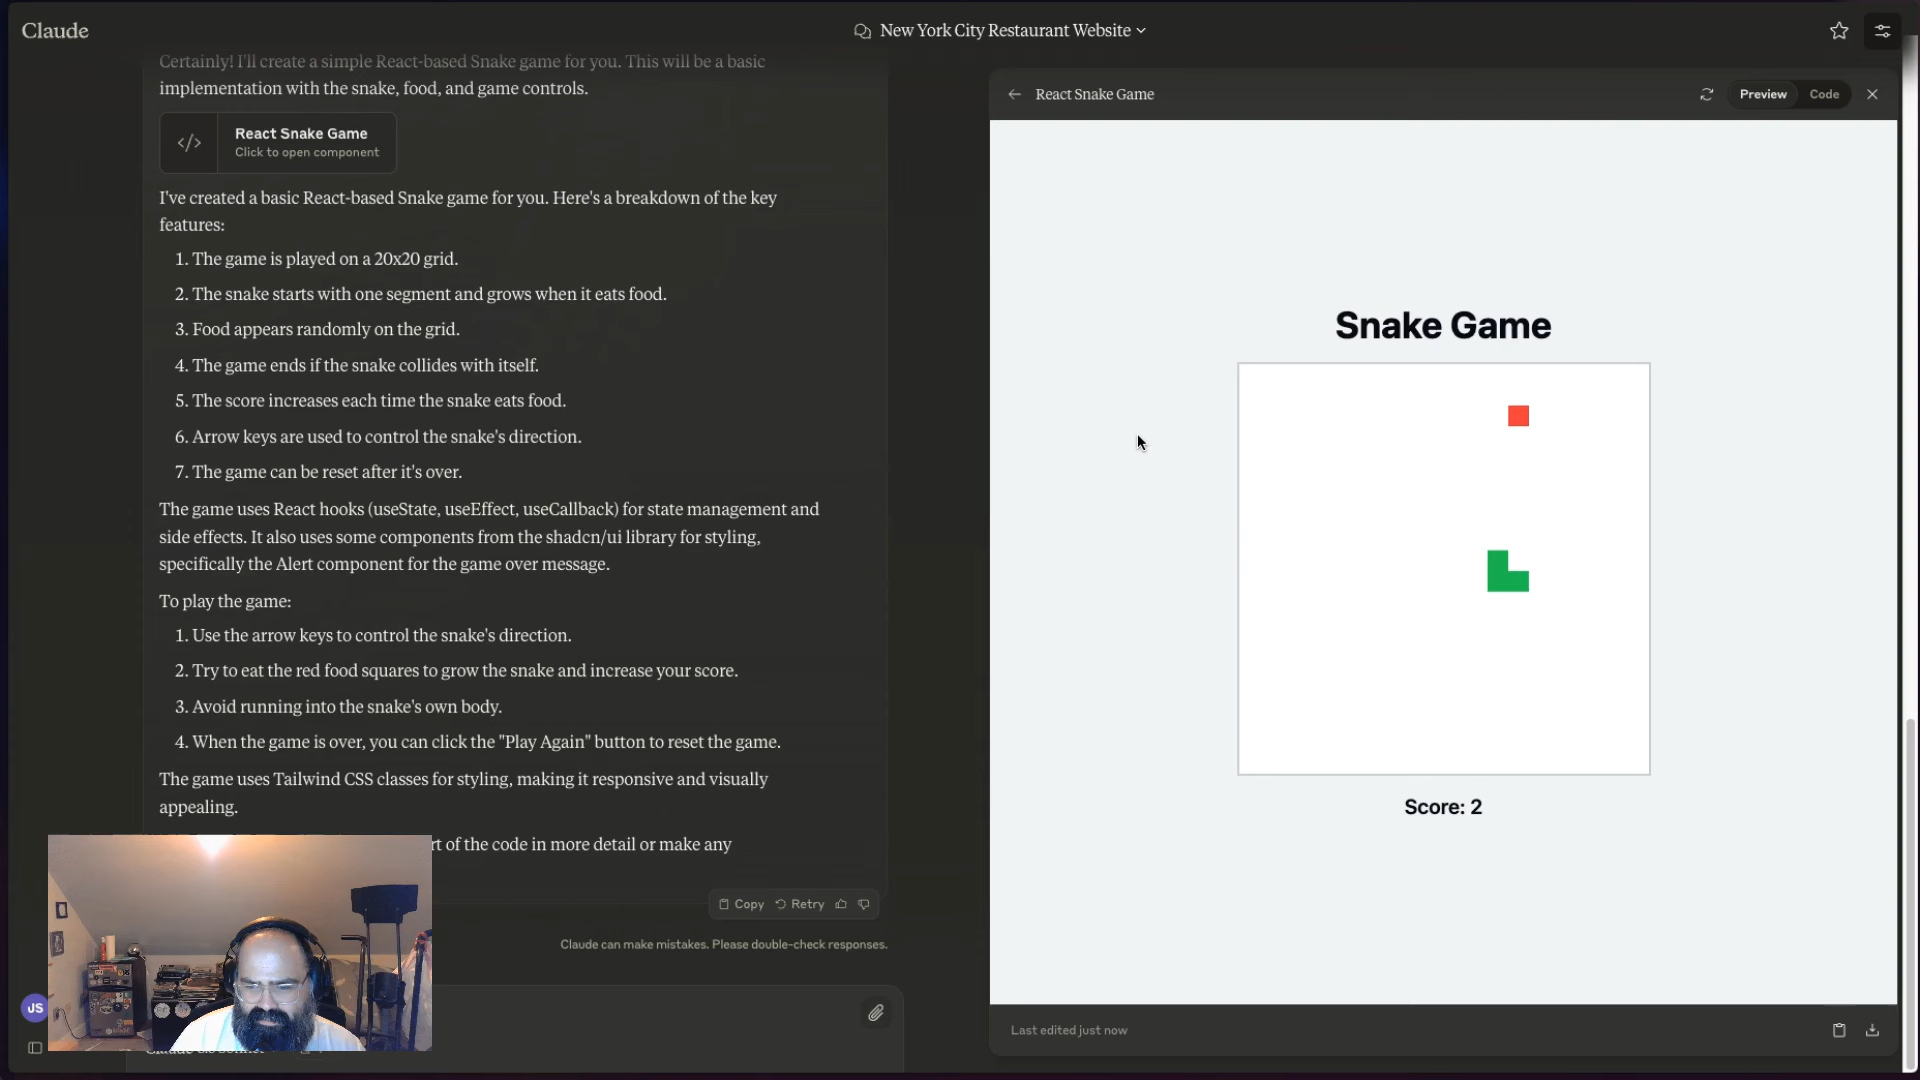 Claude
New York City Restaurant Website
Certainly! I'll create a simple React-based Snake game for you. This will be a basic
implementation with the snake, food, and game controls.
</>
React Snake Game
Click to open component
I've created a basic React-based Snake game for you. Here's a breakdown of the key
features:
1. The game is played on a 20x20 grid.
2. The snake starts with one segment and grows when it eats food.
3. Food appears randomly on the grid.
4. The game ends if the snake collides with itself.
5. The score increases each time the snake eats food.
6. Arrow keys are used to control the snake's direction.
7. The game can be reset after it's over.
The game uses React hooks (useState, useEffect, useCallback) for state management and
side effects. It also uses some components from the shadcn/ui library for styling,
specifically the Alert component for the game over message.
To play the game:
1. Use the arrow keys to control the snake's direction.
2. Try to eat the red food squares to grow the snake and increase your score.
3. Avoid running into the snake's own body.
4. When the game is over, you can click the "Play Again" button to reset the game.
The game uses Tailwind CSS classes for styling, making it responsive and visually
appealing.
of the code in more detail or make any
Copy
Retry
Claude can make mistakes. Please double-check responses.
JS
React Snake Game
Preview
Code
Snake Game
Score: 2
Last edited just now